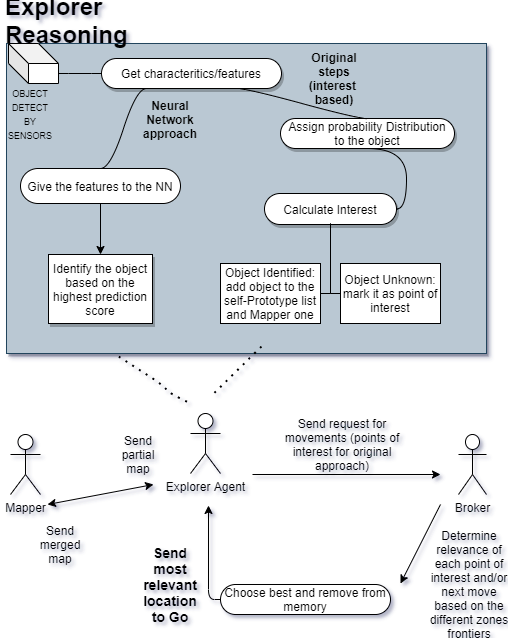 Explorer
Reasoning
OBJECT
DETECT
BY
SENSORS
Get characteritics/features
Original
steps
(interest
based)
Neural
Network
approach
Assign probability Distribution
to the object
Give the features to the NN
Calculate Interest
Identify the object
based on the
highest prediction
score
Object Identified:
add object to the
self-Prototype list
and Mapper one
Object Unknown:
mark it as point of
interest
Send
partial
map
Send request for
movements (points of
interest for original
approach)
Mapper
Explorer Agent
Broker
Send
merged
map
Send
most
relevant
location
to Go
Choose best and remove from
memory
Determine
relevance of
each point of
interest and/or
next move
based on the
different zones
frontiers